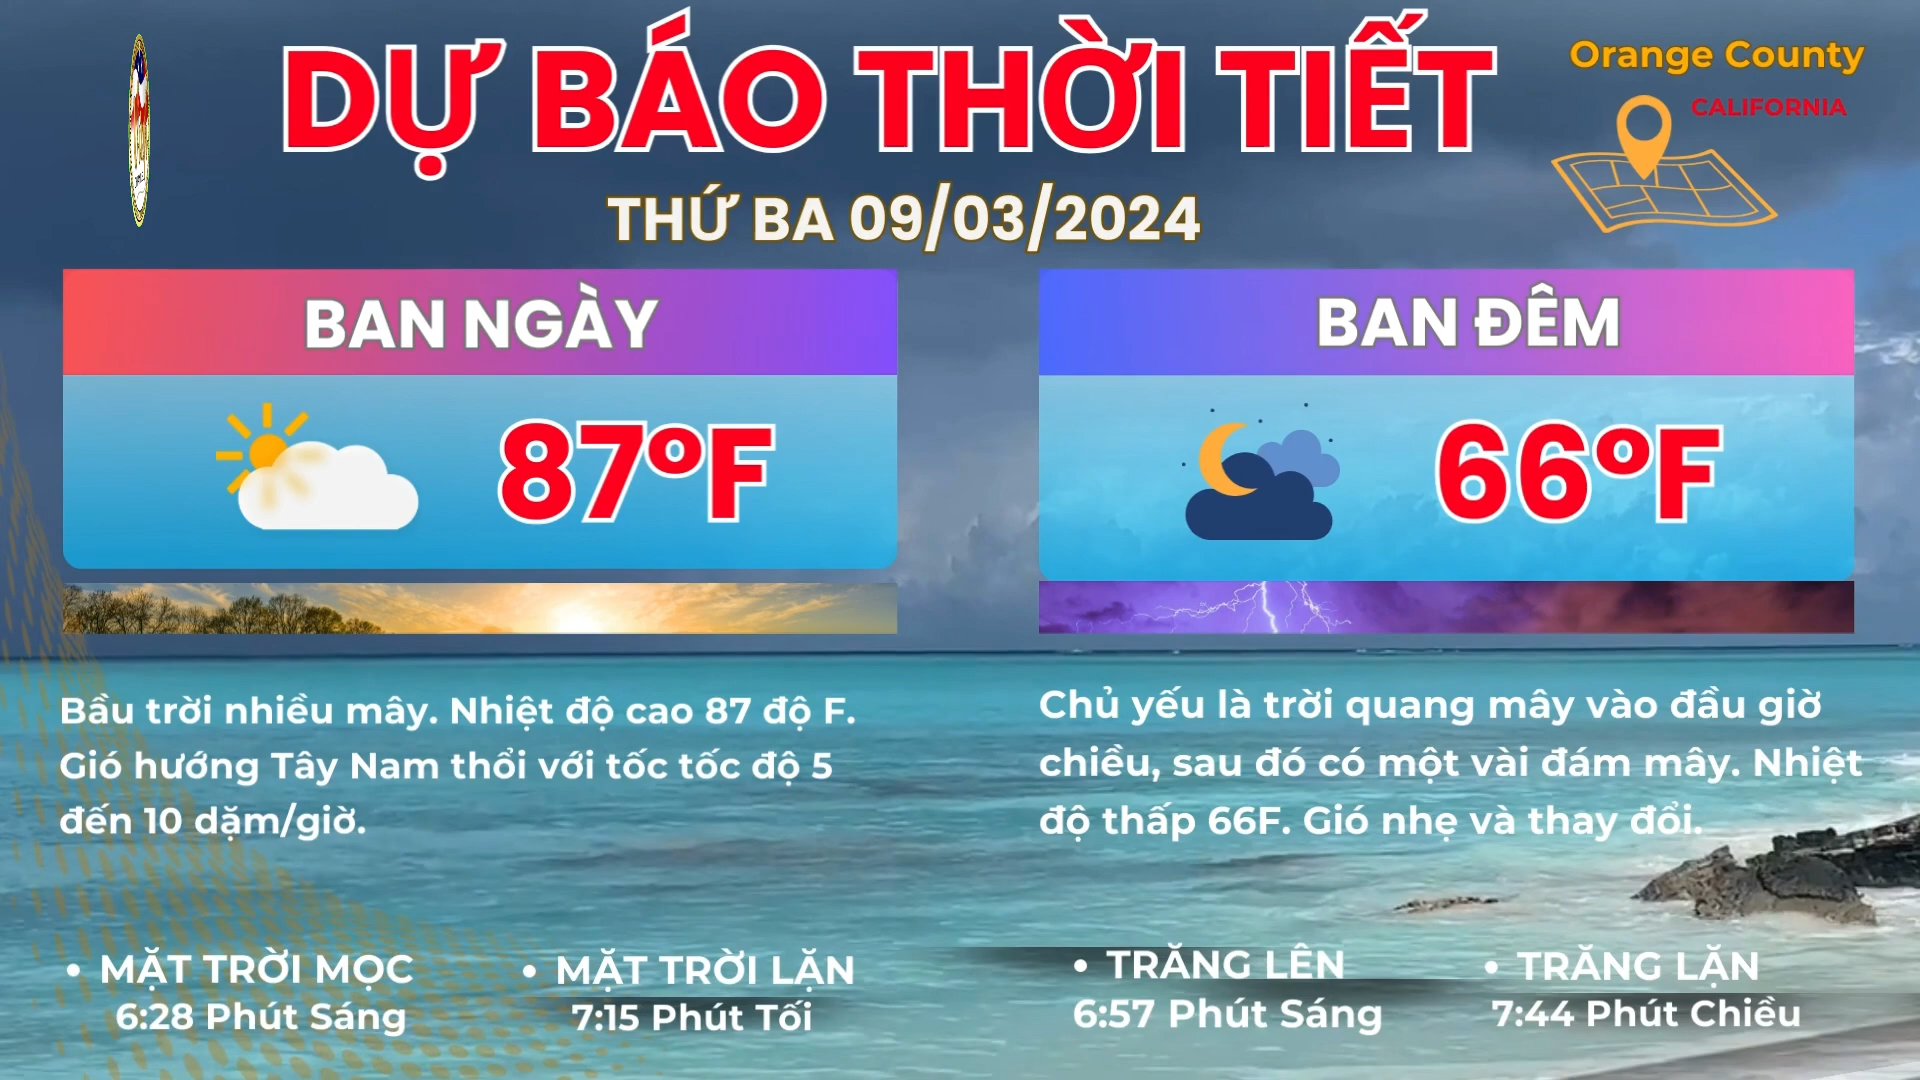 DỰ BÁO THỜI TIẾT
Orange County
CALIFORNIA
THỨ BA 09/03/2024
BAN NGÀY
87°F
BAN ĐÊM
66°F
Bầu trời nhiều mây. Nhiệt độ cao 87 độ F.
Gió hướng Tây Nam thổi với tốc tốc độ 5
đến 10 dặm/giờ.
Chủ yếu là trời quang mây vào đầu giờ
chiều, sau đó có một vài đám mây. Nhiệt
độ thấp 66F. Gió nhẹ và thay đổi.
• MẶT TRỜI MỌC
6:28 Phút Sáng
• MẶT TRỜI LẶN
7:15 Phút Tối
• TRĂNG LÊN
6:57 Phút Sáng
• TRĂNG LẶN
7:44 Phút Chiều